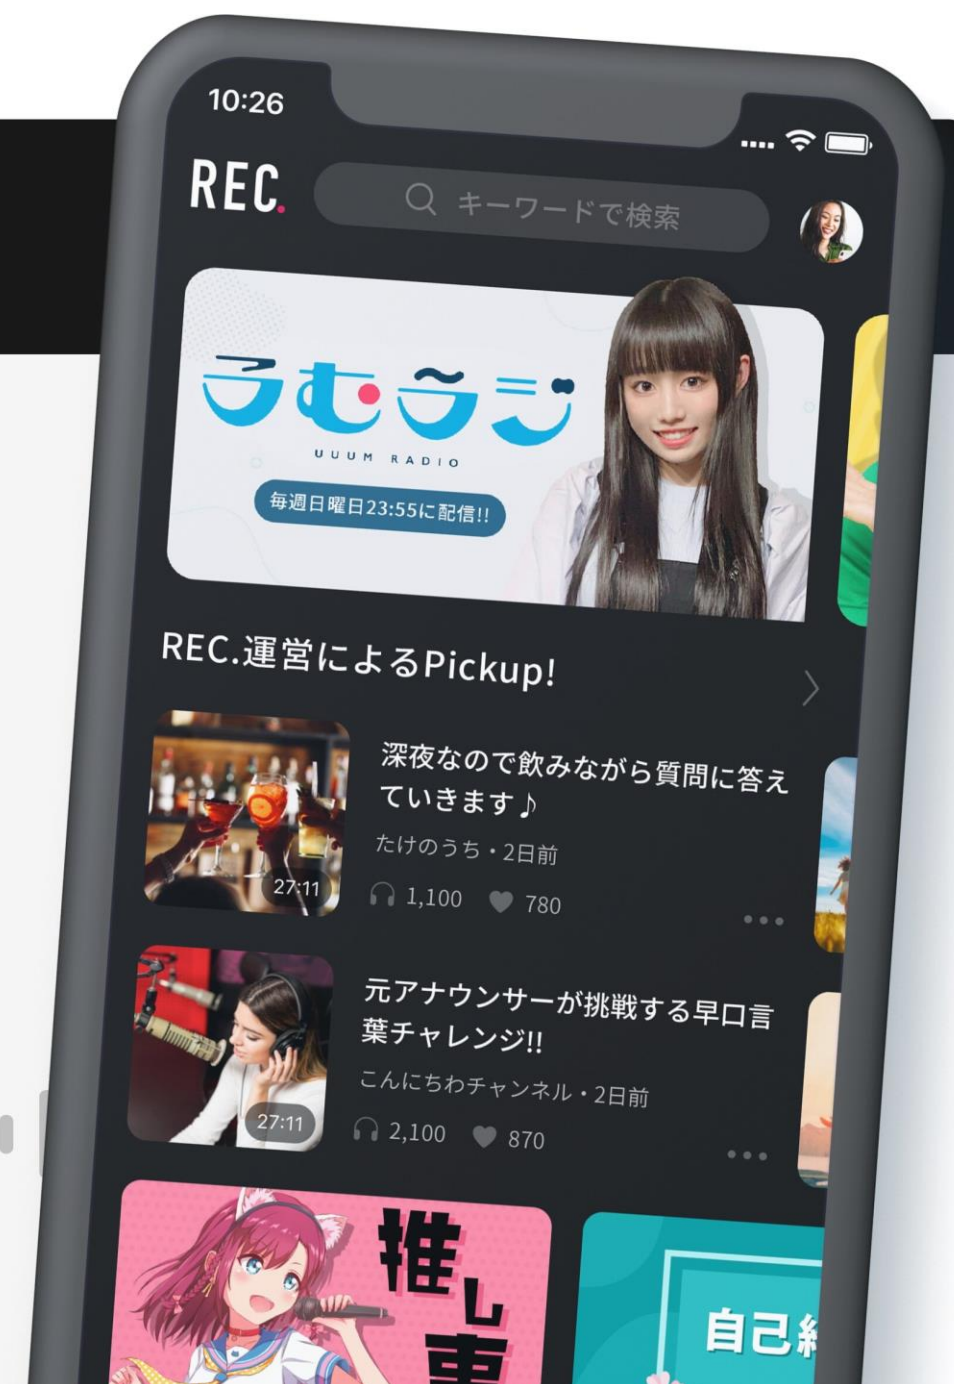 10:26
REC.
キーワードで検索
うむラジ
UUUM RADIO
毎週日曜日23:55に配信!!
REC.運営によるPickup!
深夜なので飲みながら質問に答え
ていきます♪
たけのうち・2日前
27:11
1,100 780
元アナウンサーが挑戦する早口言
葉チャレンジ!!
こんにちわチャンネル・2日前
27:11
2,100 870
推し
自己